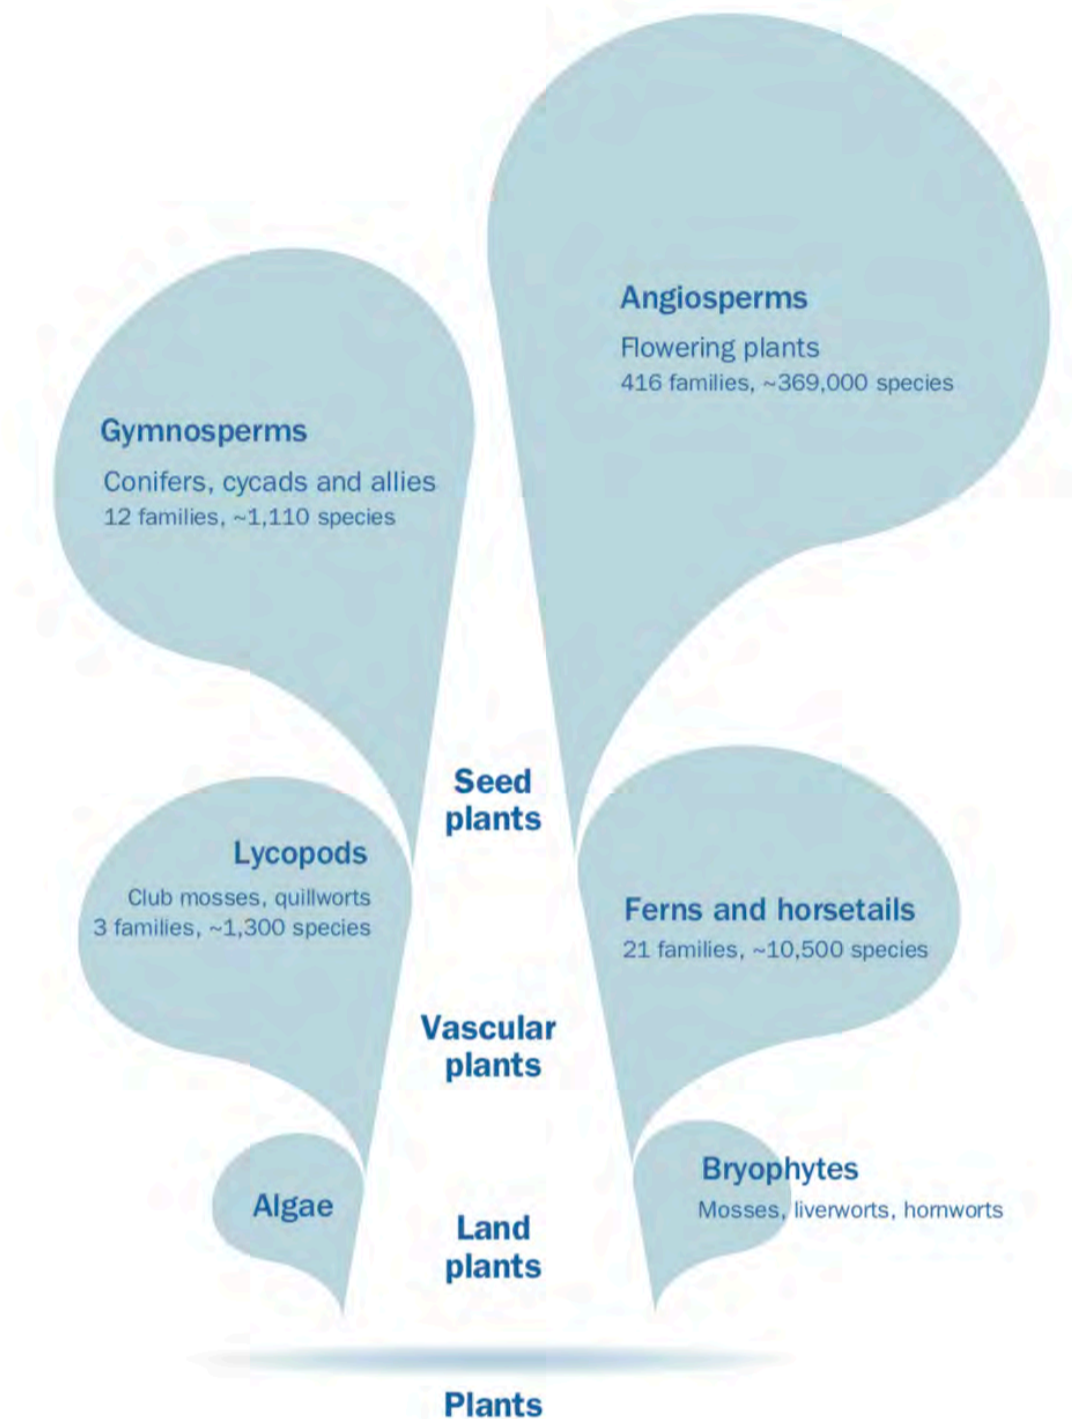 Angiosperms
Flowering plants
416 families, ~369,000 species
Gymnosperms
Conifers, cycads and allies
12 families, ~1,110 species
Seed
plants
Lycopods
Club mosses, quillworts
3 families, ~1,300 species
Ferns and horsetails
21 families, ~10,500 species
Vascular
plants
Bryophytes
Mosses, liverworts, hornworts
Algae
Land
plants
Plants